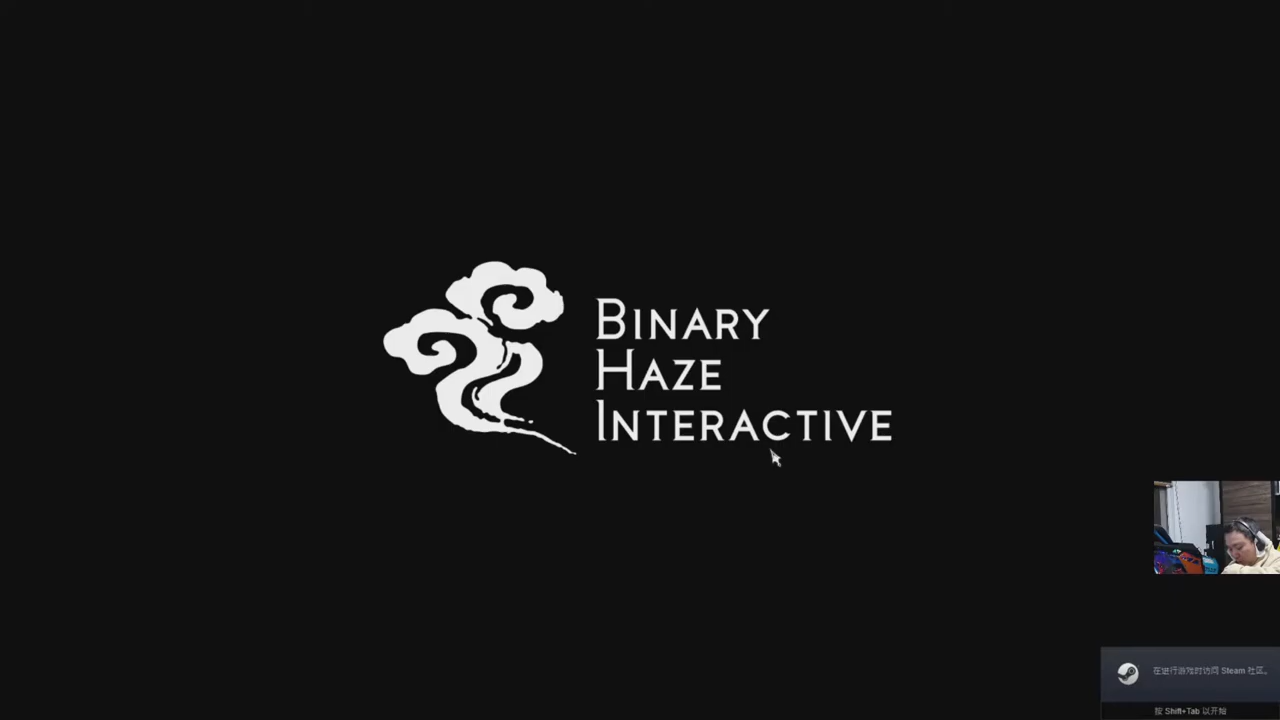 BINARY
HAZE
INTERACTIVE
在进行游戏时访问 Steam 社区。
按 Shift+Tab 以开始